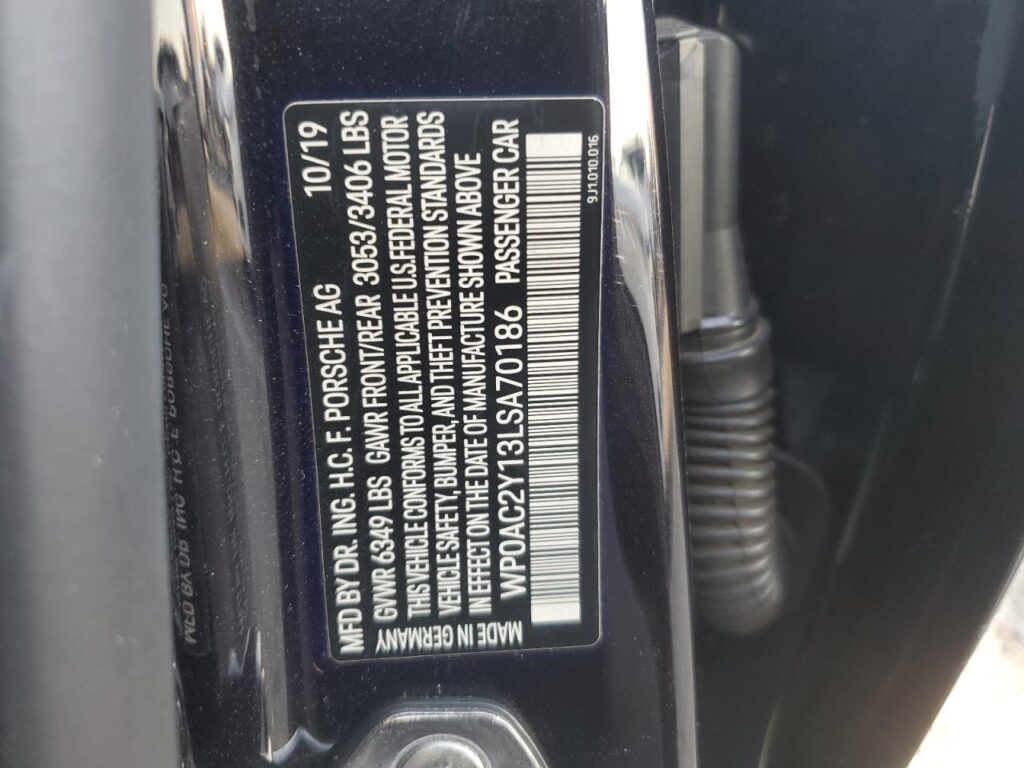 MFD BY DR. ING. H.C. F. PORSCHE AG 10/19
GVWR 6349 LBS GAWR FRONT/REAR 3053/3406 LBS
THIS VEHICLE CONFORMS TO ALL APPLICABLE U.S. FEDERAL MOTOR
VEHICLE SAFETY, BUMPER, AND THEFT PREVENTION STANDARDS
IN EFFECT ON THE DATE OF MANUFACTURE SHOWN ABOVE
MADE IN GERMANY WP0AC2Y13LSA70186 PASSENGER CAR
9J1.010.016